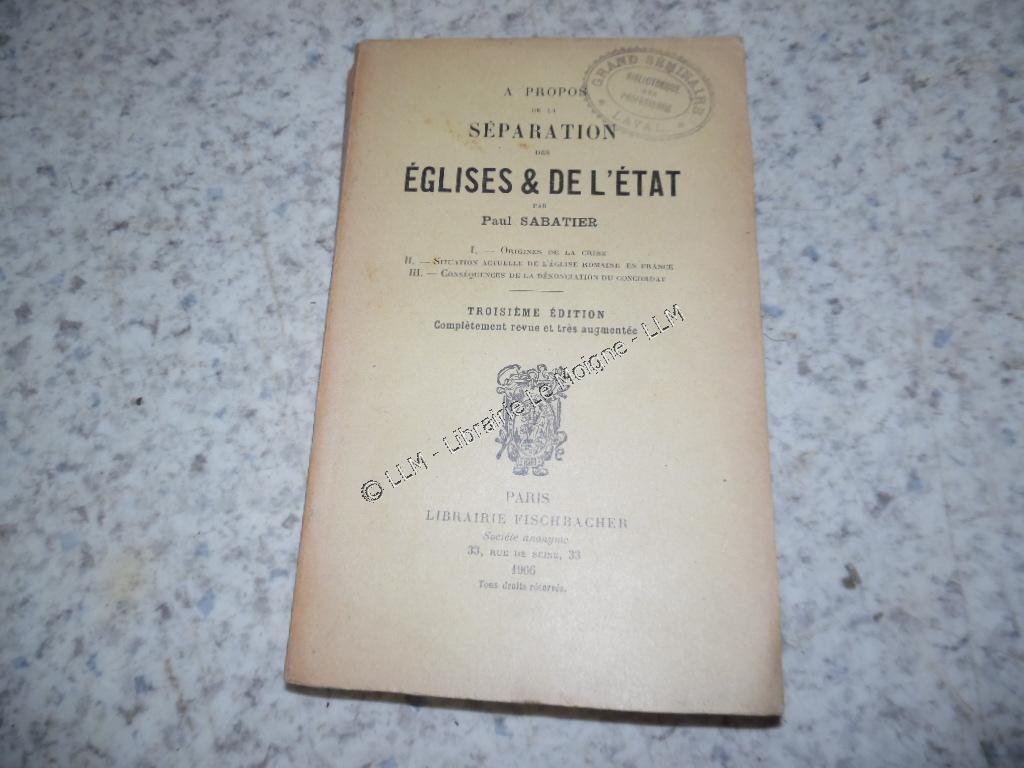 GRAND SEMINAIRE
BIBLIOTHEQUE
DES
PROFESSEURS
* LAVAL *
A PROPOS
DE LA
SÉPARATION
DES
ÉGLISES & DE L'ÉTAT
PAR
Paul SABATIER
I. — ORIGINES DE LA CRISE
II. — SITUATION ACTUELLE DE L'ÉGLISE ROMAINE EN FRANCE
III. — CONSÉQUENCES DE LA DÉNONCIATION DU CONCORDAT
TROISIÈME ÉDITION
Complètement revue et très augmentée
© LLM - Librairie Le Moigne - LLM
PARIS
LIBRAIRIE FISCHBACHER
Société anonyme
33, RUE DE SEINE, 33
1906
Tous droits réservés.